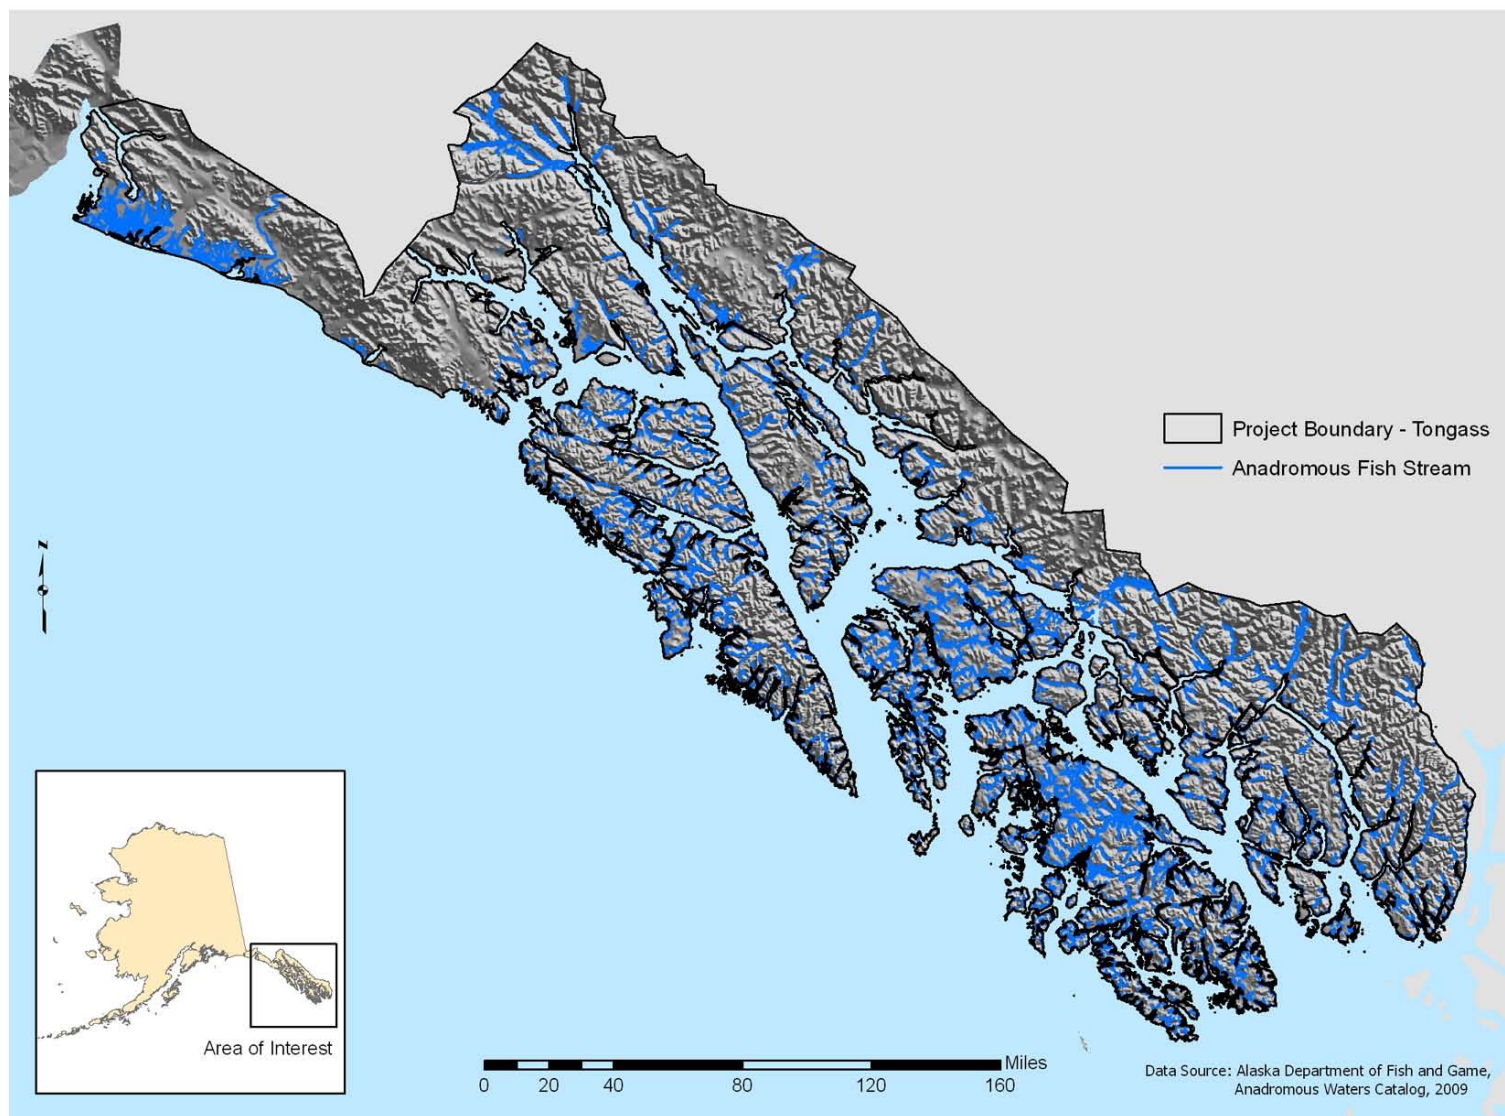 Project Boundary - Tongass
Anadromous Fish Stream
N
Area of Interest
Miles
0 20 40 80 120 160
Data Source: Alaska Department of Fish and Game,
Anadromous Waters Catalog, 2009